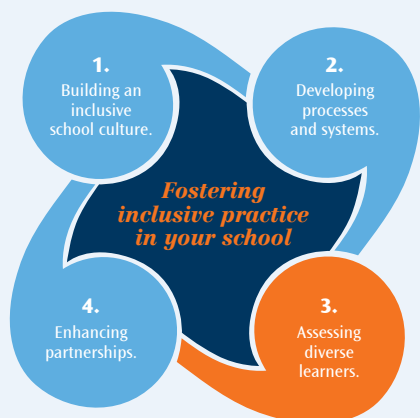 1.
Building an
inclusive
school culture.
2.
Developing
processes
and systems.
Fostering
inclusive practice
in your school
4.
Enhancing
partnerships.
3.
Assessing
diverse
learners.